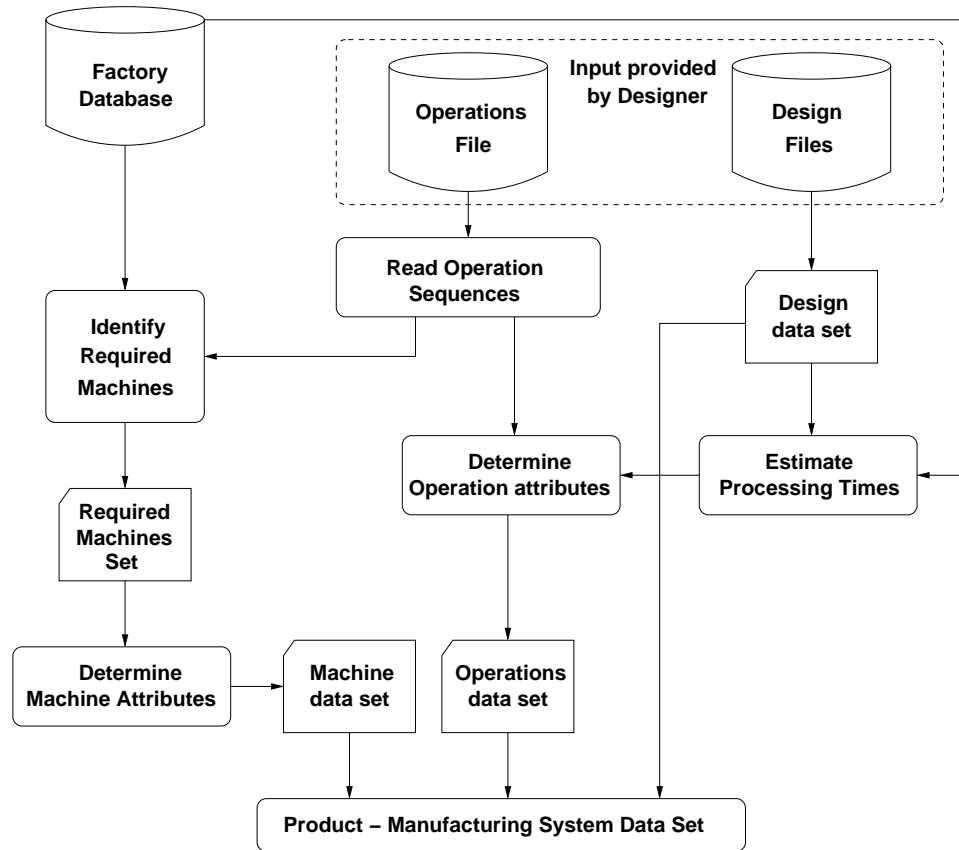 Factory
Database
Input provided
by Designer
Operations
File
Design
Files
Read Operation
Sequences
Identify
Required
Machines
Design
data set
Determine
Operation attributes
Estimate
Processing Times
Required
Machines
Set
Determine
Machine Attributes
Machine
data set
Operations
data set
Product – Manufacturing System Data Set